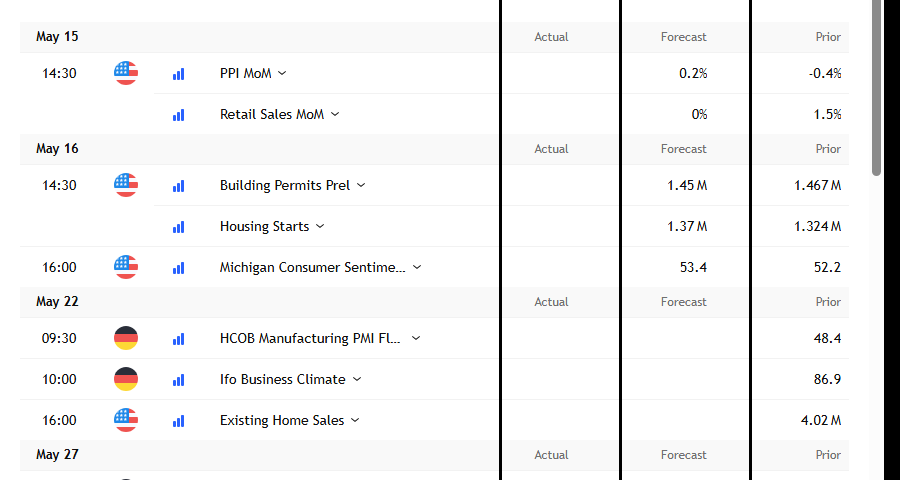 May 15 Actual Forecast Prior
14:30 PPI MoM 0.2% -0.4%
Retail Sales MoM 0% 1.5%
May 16 Actual Forecast Prior
14:30 Building Permits Prel 1.45 M 1.467 M
Housing Starts 1.37 M 1.324 M
16:00 Michigan Consumer Sentime... 53.4 52.2
May 22 Actual Forecast Prior
09:30 HCOB Manufacturing PMI Fl... 48.4
10:00 Ifo Business Climate 86.9
16:00 Existing Home Sales 4.02 M
May 27 Actual Forecast Prior